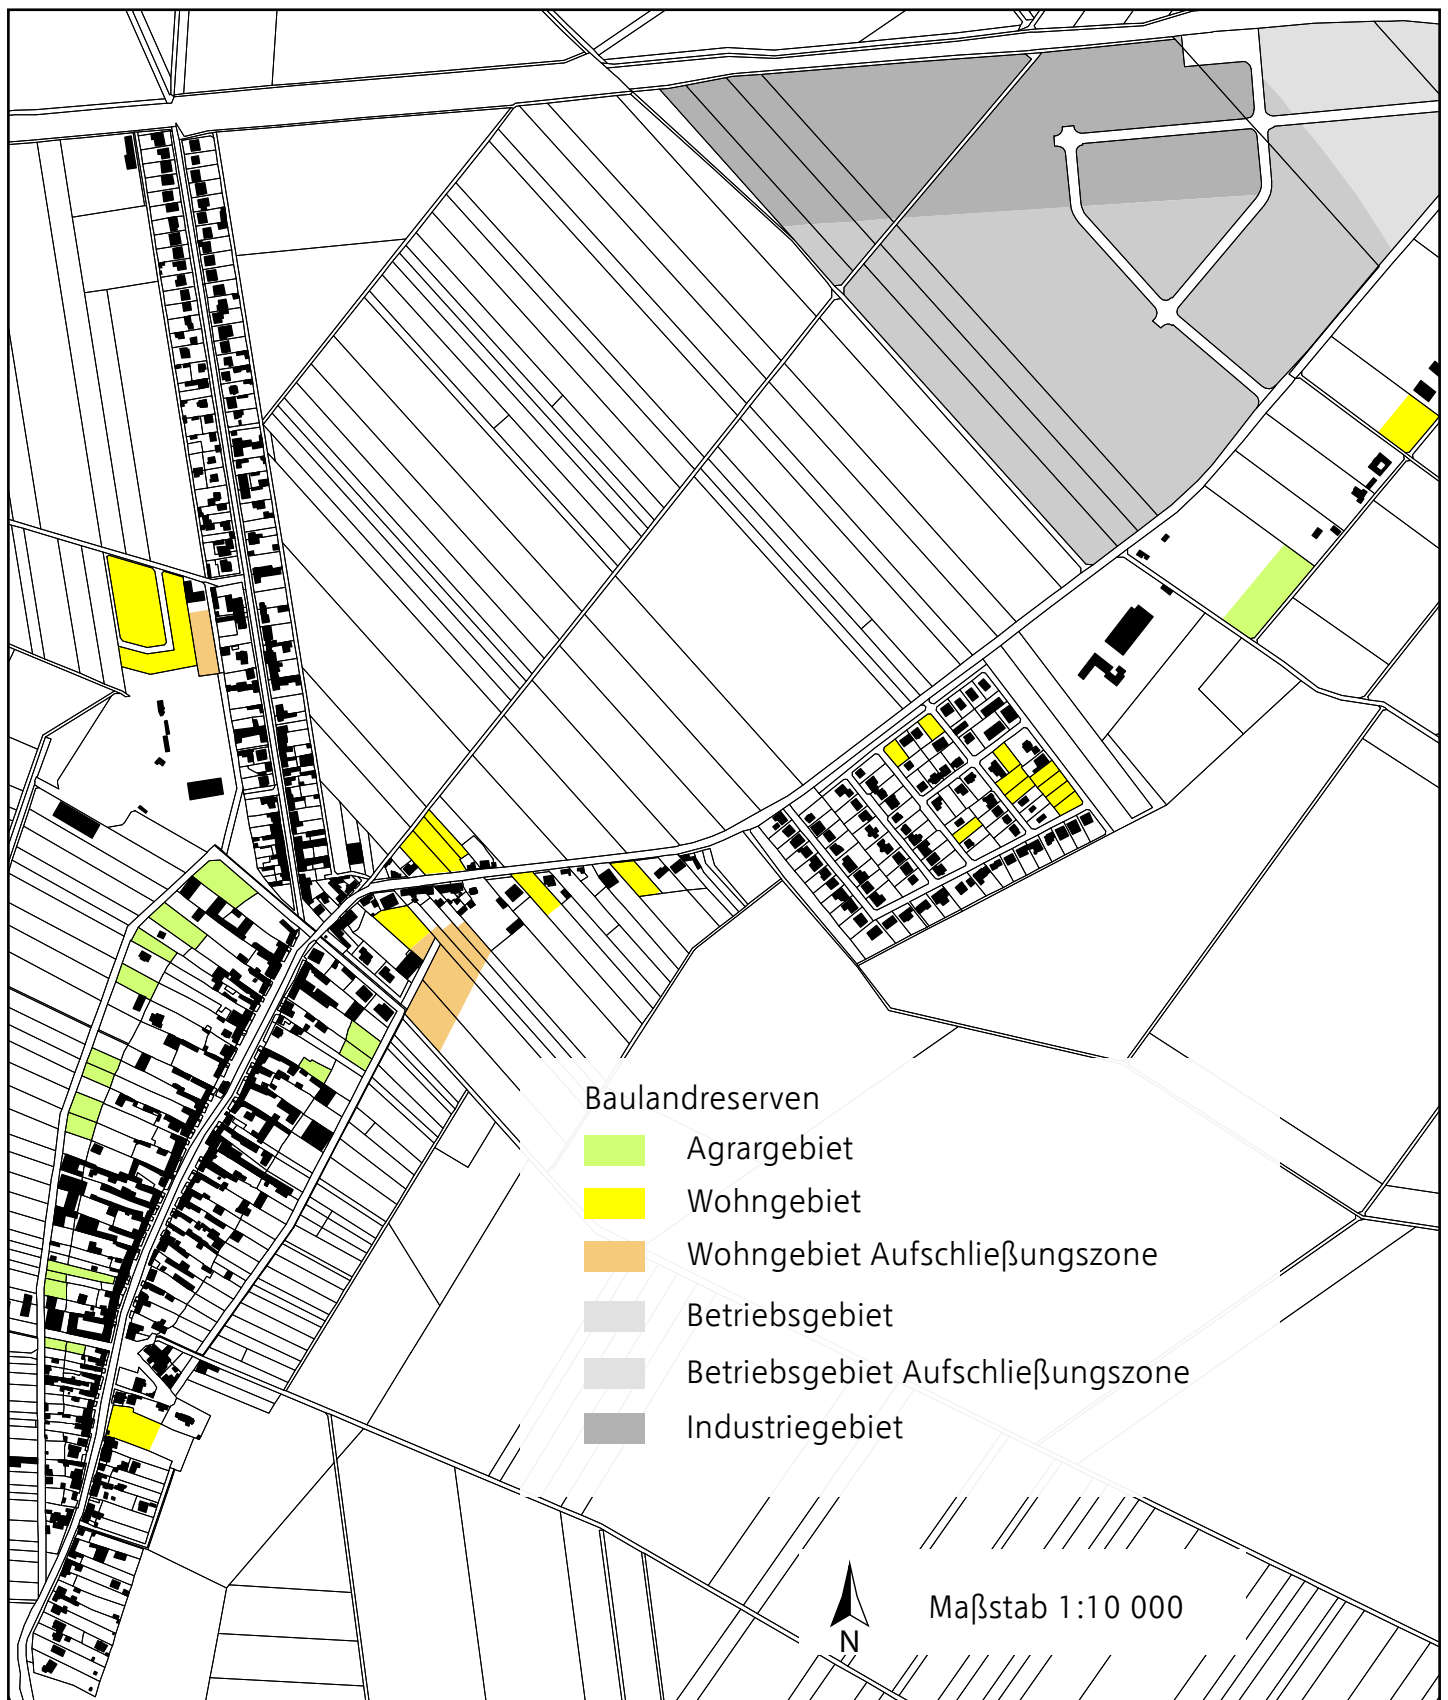 Baulandreserven
Agrargebiet
Wohngebiet
Wohngebiet Aufschließungszone
Betriebsgebiet
Betriebsgebiet Aufschließungszone
Industriegebiet
Maßstab 1:10 000
N